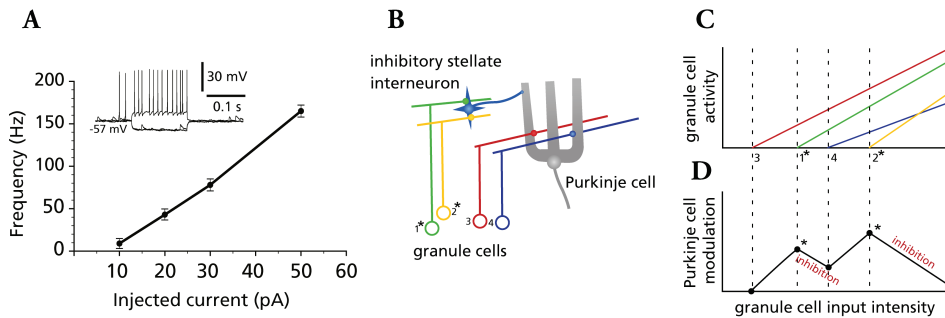 A
200
150
100
50
0
Frequency (Hz)
30 mV
0.1 s
-57 mV
10 20 30 40 50 60
Injected current (pA)
B
inhibitory stellate
interneuron
Purkinje cell
1*
2*
3
4
granule cells
C
granule cell
activity
3 1* 4 2*
D
Purkinje cell
modulation
*
*
inhibition
inhibition
granule cell input intensity